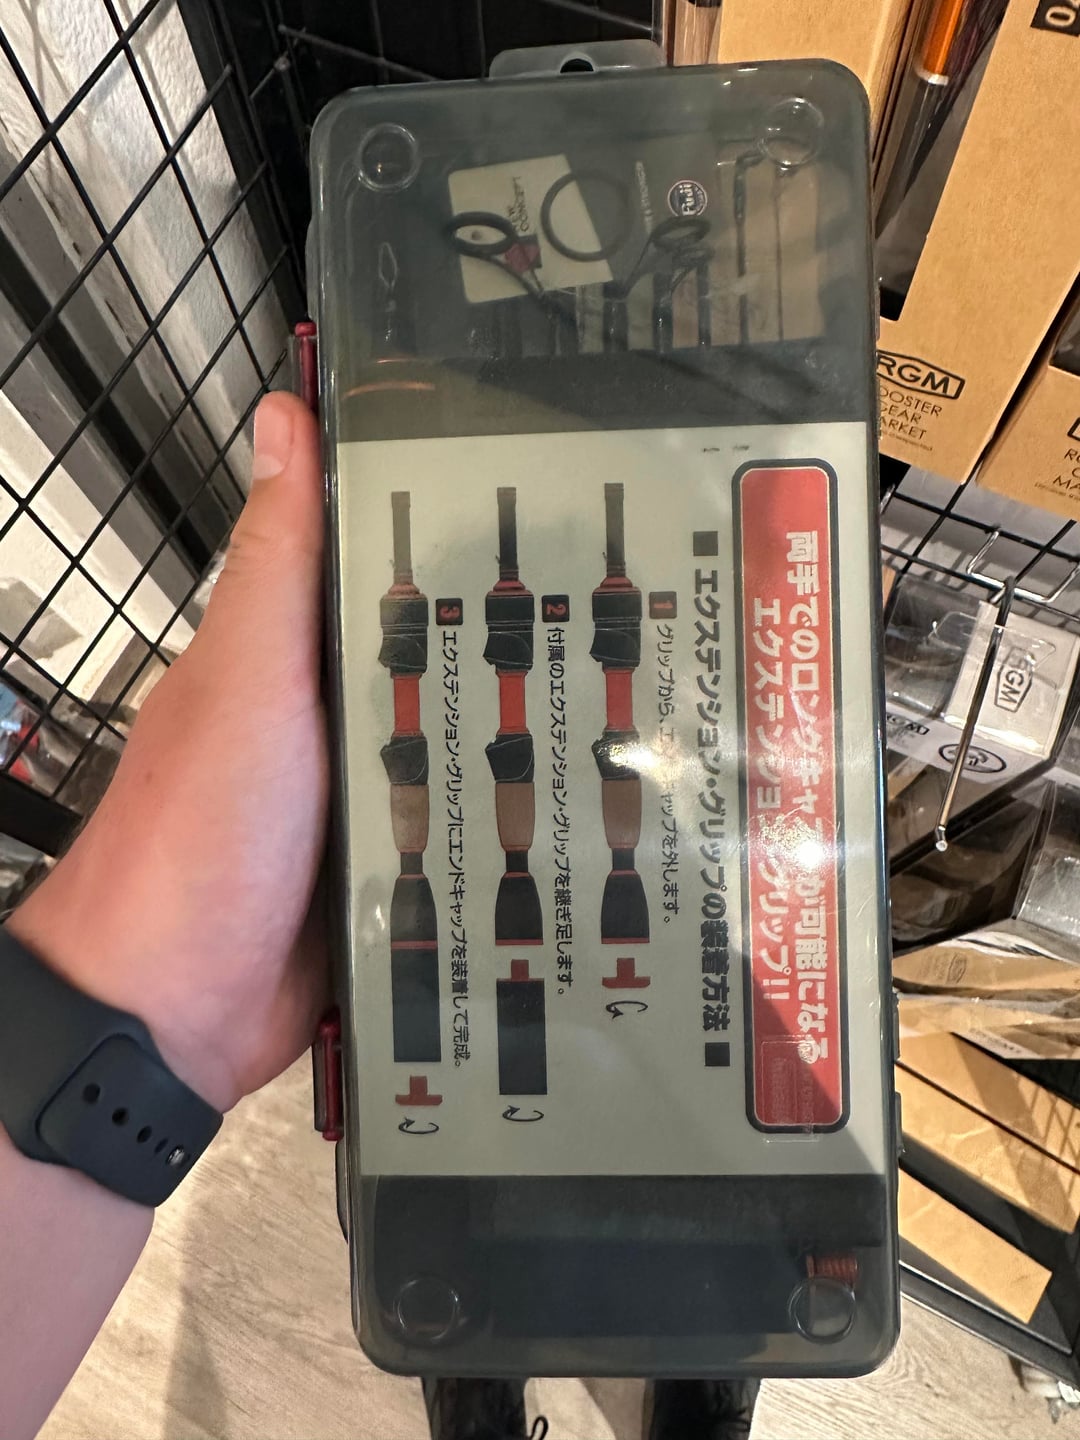 両手でのロングキャストが可能になる
エクステンショングリップ!!
■エクステンション・グリップの装着方法■
1 グリップから、エンドキャップを外します。
2 付属のエクステンション・グリップを継ぎ足します。
3 エクステンション・グリップにエンドキャップを装着して完成。
Fuji
CONCEPT
RGM
ROOSTER
GEAR
MARKET
RGM
RGM
04